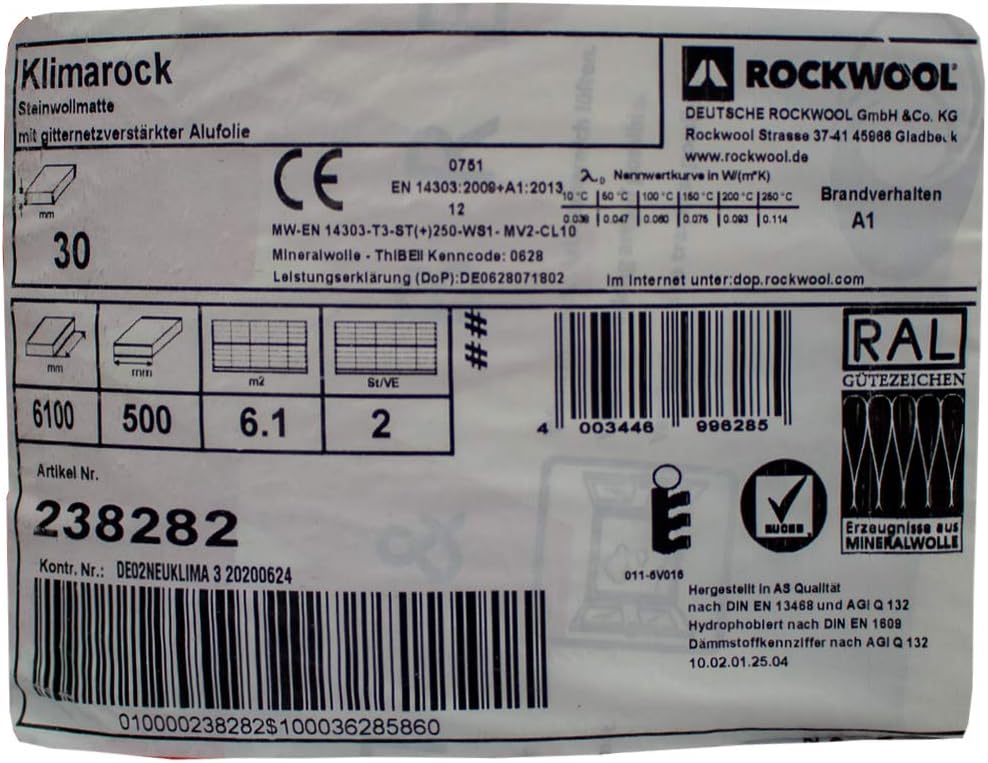 Klimarock
Steinwollmatte
mit gitternetzverstärkter Alufolie
ROCKWOOL
DEUTSCHE ROCKWOOL GmbH &Co. KG
Rockwool Strasse 37-41 45966 Gladbeck
www.rockwool.de
mm
30
CE
0751
EN 14303:2009+A1:2013
12
MW-EN 14303-T3-ST(+)250-WS1- MV2-CL10
Mineralwolle - ThIBEII Kenncode: 0628
Leistungserklärung (DoP):DE0628071802
λD Nennwertkurve in W/(m*K)
10 °C 50 °C 100 °C 150 °C 200 °C 250 °C
0.047 0.060 0.075 0.093 0.114
Brandverhalten
A1
Im Internet unter:dop.rockwool.com
mm mm m2 St/VE
6100 500 6.1 2
##
4 003446 996285
RAL
GÜTEZEICHEN
Erzeugnisse aus
MINERALWOLLE
Artikel Nr.
238282
Kontr. Nr.: DE02NEUKLIMA 3 20200624
010000238282$100036285860
011-6V016
Hergestellt in AS Qualität
nach DIN EN 13468 und AGI Q 132
Hydrophobiert nach DIN EN 1609
Dämmstoffkennziffer nach AGI Q 132
10.02.01.25.04